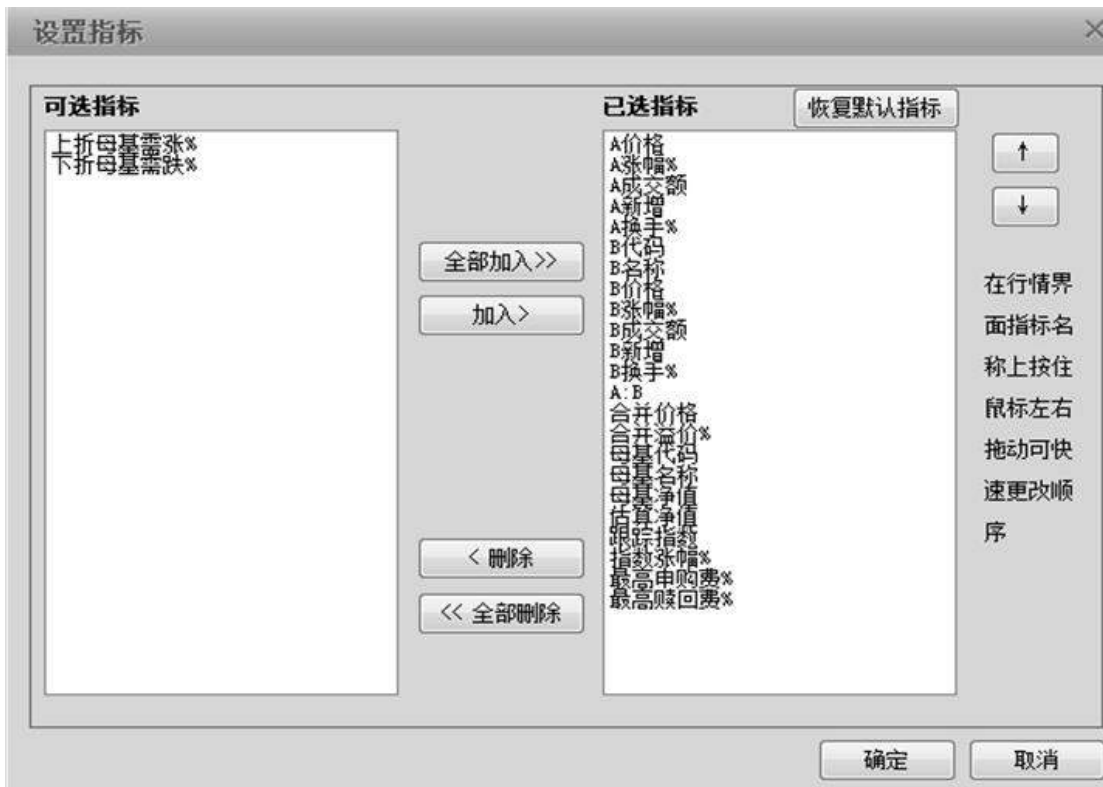 设置指标
可选指标
上折母基需涨%
下折母基需跌%
全部加入>>
加入>
< 删除
<< 全部删除
已选指标
恢复默认指标
A价格
A涨幅%
A成交额
A新增
A换手%
B代码
B名称
B价格
B涨幅%
B成交额
B新增
B换手%
A:B
合并价格
合并溢价%
母基代码
母基名称
母基净值
估算净值
跟踪指数
指数涨幅%
最高申购费%
最高赎回费%
↑
↓
在行情界
面指标名
称上按住
鼠标左右
拖动可快
速更改顺
序
确定
取消